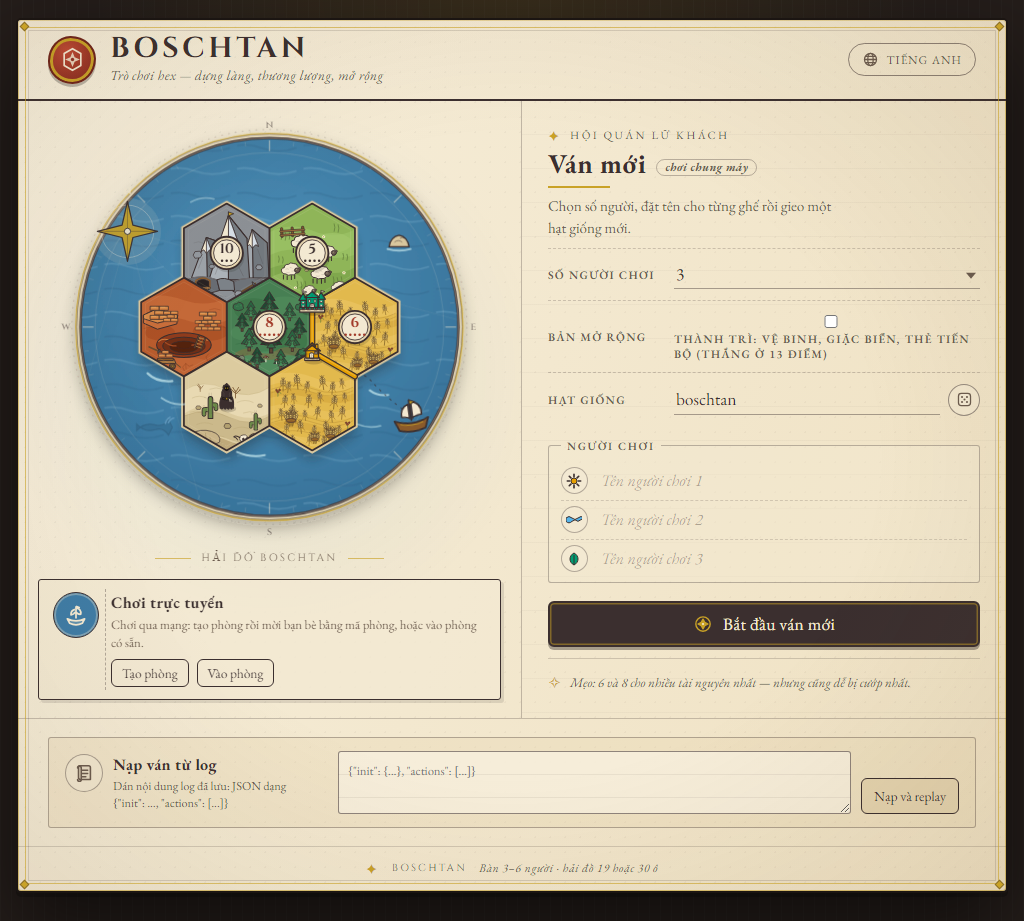 BOSCHTAN
Trò chơi hex — dựng làng, thương lượng, mở rộng
TIẾNG ANH
N
W
E
S
10
5
8
6
HẢI ĐỒ BOSCHTAN
Chơi trực tuyến
Chơi qua mạng: tạo phòng rồi mời bạn bè bằng mã phòng, hoặc vào phòng
có sẵn.
Tạo phòng
Vào phòng
HỘI QUÁN LỮ KHÁCH
Ván mới
chơi chung máy
Chọn số người, đặt tên cho từng ghế rồi gieo một
hạt giống mới.
SỐ NGƯỜI CHƠI
3
BẢN MỞ RỘNG
THÀNH TRÌ: VỆ BINH, GIẶC BIỂN, THẺ TIẾN
BỘ (THẮNG Ở 13 ĐIỂM)
HẠT GIỐNG
boschtan
NGƯỜI CHƠI
Tên người chơi 1
Tên người chơi 2
Tên người chơi 3
Bắt đầu ván mới
Mẹo: 6 và 8 cho nhiều tài nguyên nhất — nhưng cũng dễ bị cướp nhất.
Nạp ván từ log
Dán nội dung log đã lưu: JSON dạng
{"init": ..., "actions": [...]}
{"init": {...}, "actions": [...]}
Nạp và replay
BOSCHTAN Bàn 3–6 người · hải đồ 19 hoặc 30 ô